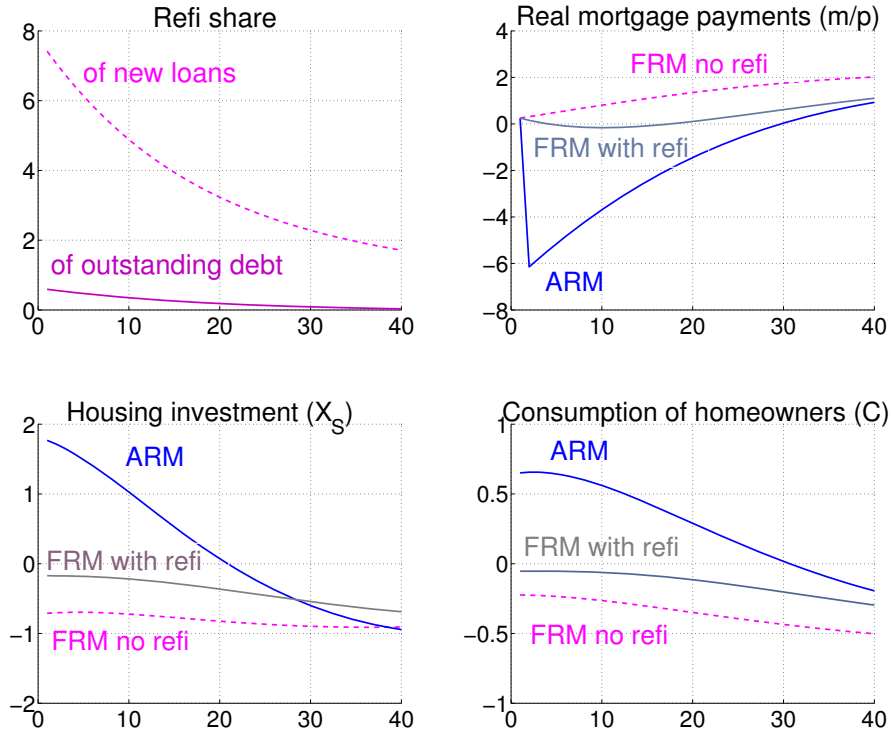 Refi share
8
6
4
2
0
0
10
20
30
40
of new loans
of outstanding debt
Real mortgage payments (m/p)
4
2
0
−2
−4
−6
−8
0
10
20
30
40
FRM no refi
FRM with refi
ARM
Housing investment (X_S)
2
1
0
−1
−2
0
10
20
30
40
ARM
FRM with refi
FRM no refi
Consumption of homeowners (C)
1
0.5
0
−0.5
−1
0
10
20
30
40
ARM
FRM with refi
FRM no refi